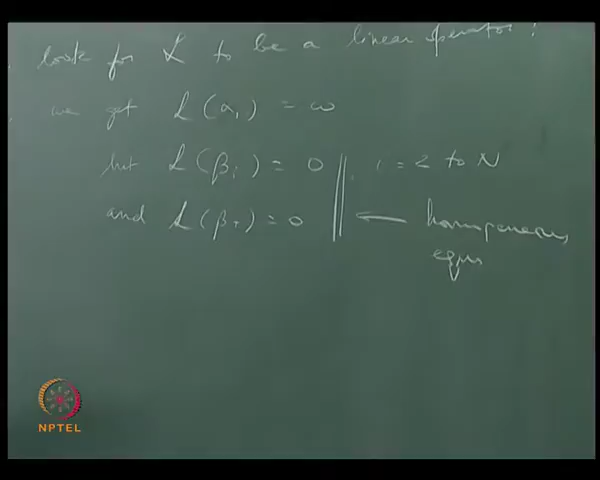 look for L to be a linear operator!
we get L(α₁) = ω
but L(βᵢ) = 0 i = 2 to N
and L(β_T) = 0 ← homogeneous
eqns
NPTEL